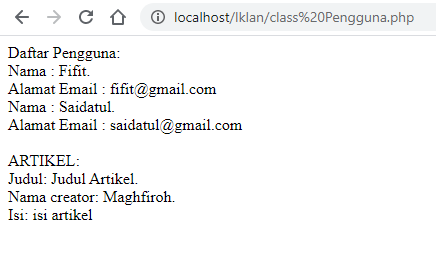 localhost/Iklan/class%20Pengguna.php
Daftar Pengguna:
Nama : Fifit.
Alamat Email : fifit@gmail.com
Nama : Saidatul.
Alamat Email : saidatul@gmail.com
ARTIKEL:
Judul: Judul Artikel.
Nama creator: Maghfiroh.
Isi: isi artikel